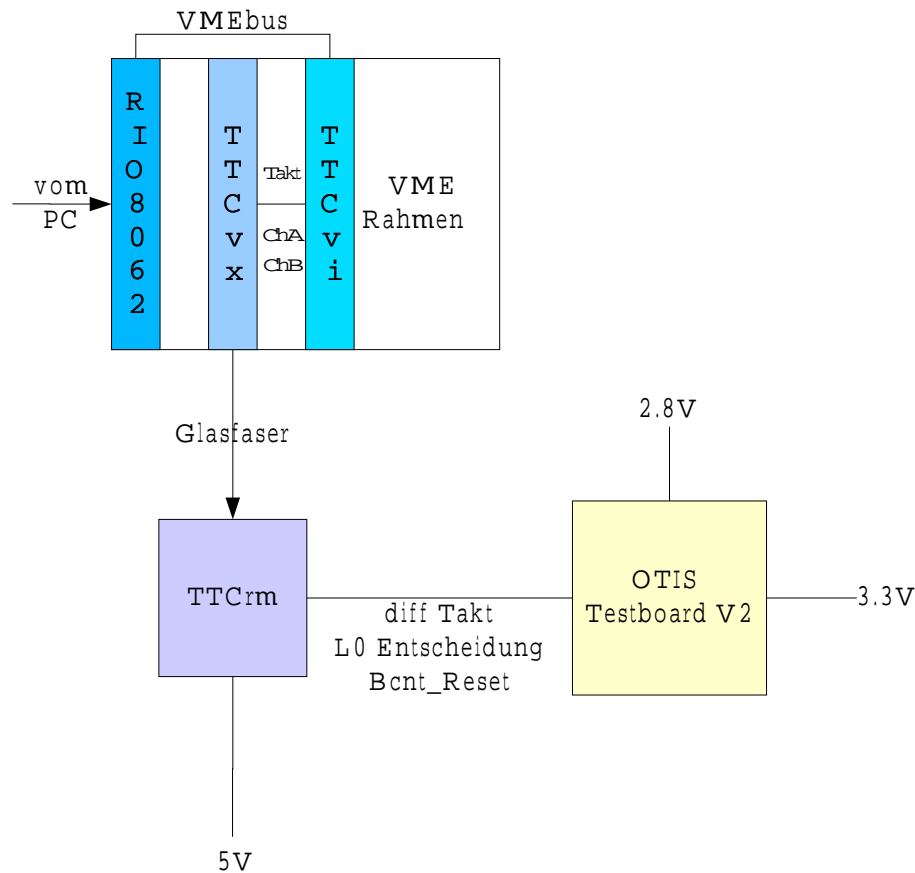 VMEbus
vom
PC
RIO8062
TTCvx
Takt
ChA
ChB
TTCvi
VME
Rahmen
Glasfaser
2.8V
TTCrm
diff Takt
L0 Entscheidung
Bcnt_Reset
OTIS
Testboard V2
3.3V
5V